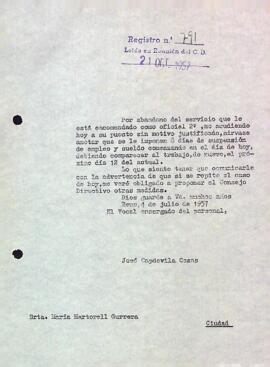 Registro n.º 791
Leído en Reunión del C. D.
21 OCT. 1957
Por abandono del servicio que le
está encomendado como oficial 2ª, no acudiendo
hoy a su puesto sin motivo justificado, sírvase
anotar que se le imponen 8 días de suspensión
de empleo y sueldo comenzando en el día de hoy,
debiendo comparecer al trabajo, de nuevo, el pró-
ximo día 12 del actual.
Lo que siente tener que comunicarle
con la advertencia de que si se repite el caso
de hoy, me veré obligado a proponer al Consejo
Directivo otras medidas.
Dios guarde a Vd. muchos años
Reus, 4 de julio de 1957
El Vocal encargado del personal,
José Capdevila Casas
Srta. María Martorell Gurrera
Ciudad